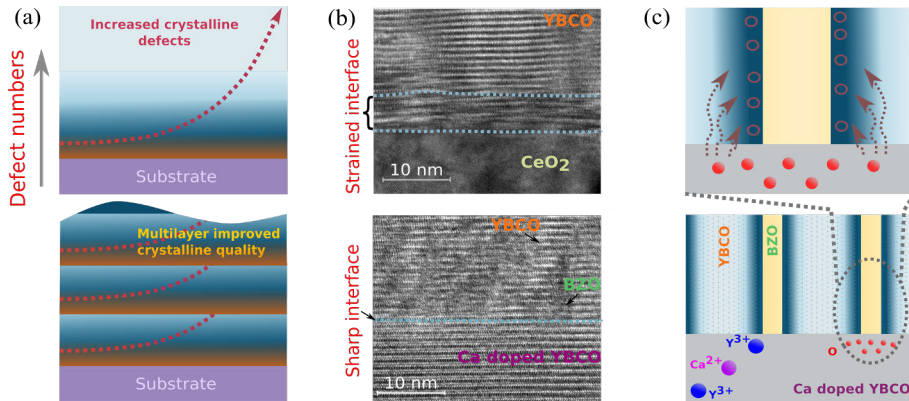 (a)
Defect numbers
Increased crystalline
defects
Substrate
Multilayer improved
crystalline quality
Substrate
(b)
Strained interface
YBCO
CeO2
10 nm
Sharp interface
YBCO
BZO
Ca doped YBCO
10 nm
(c)
YBCO
BZO
Y3+
O
Ca2+
Y3+
Ca doped YBCO